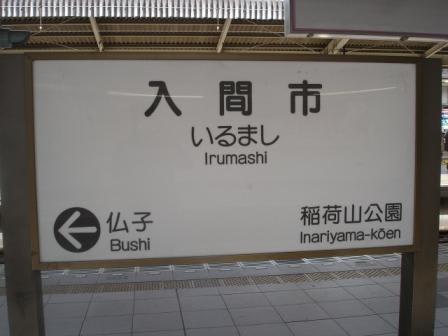 入間市
いるまし
Irumashi
仏子
Bushi
稲荷山公園
Inariyama-kōen